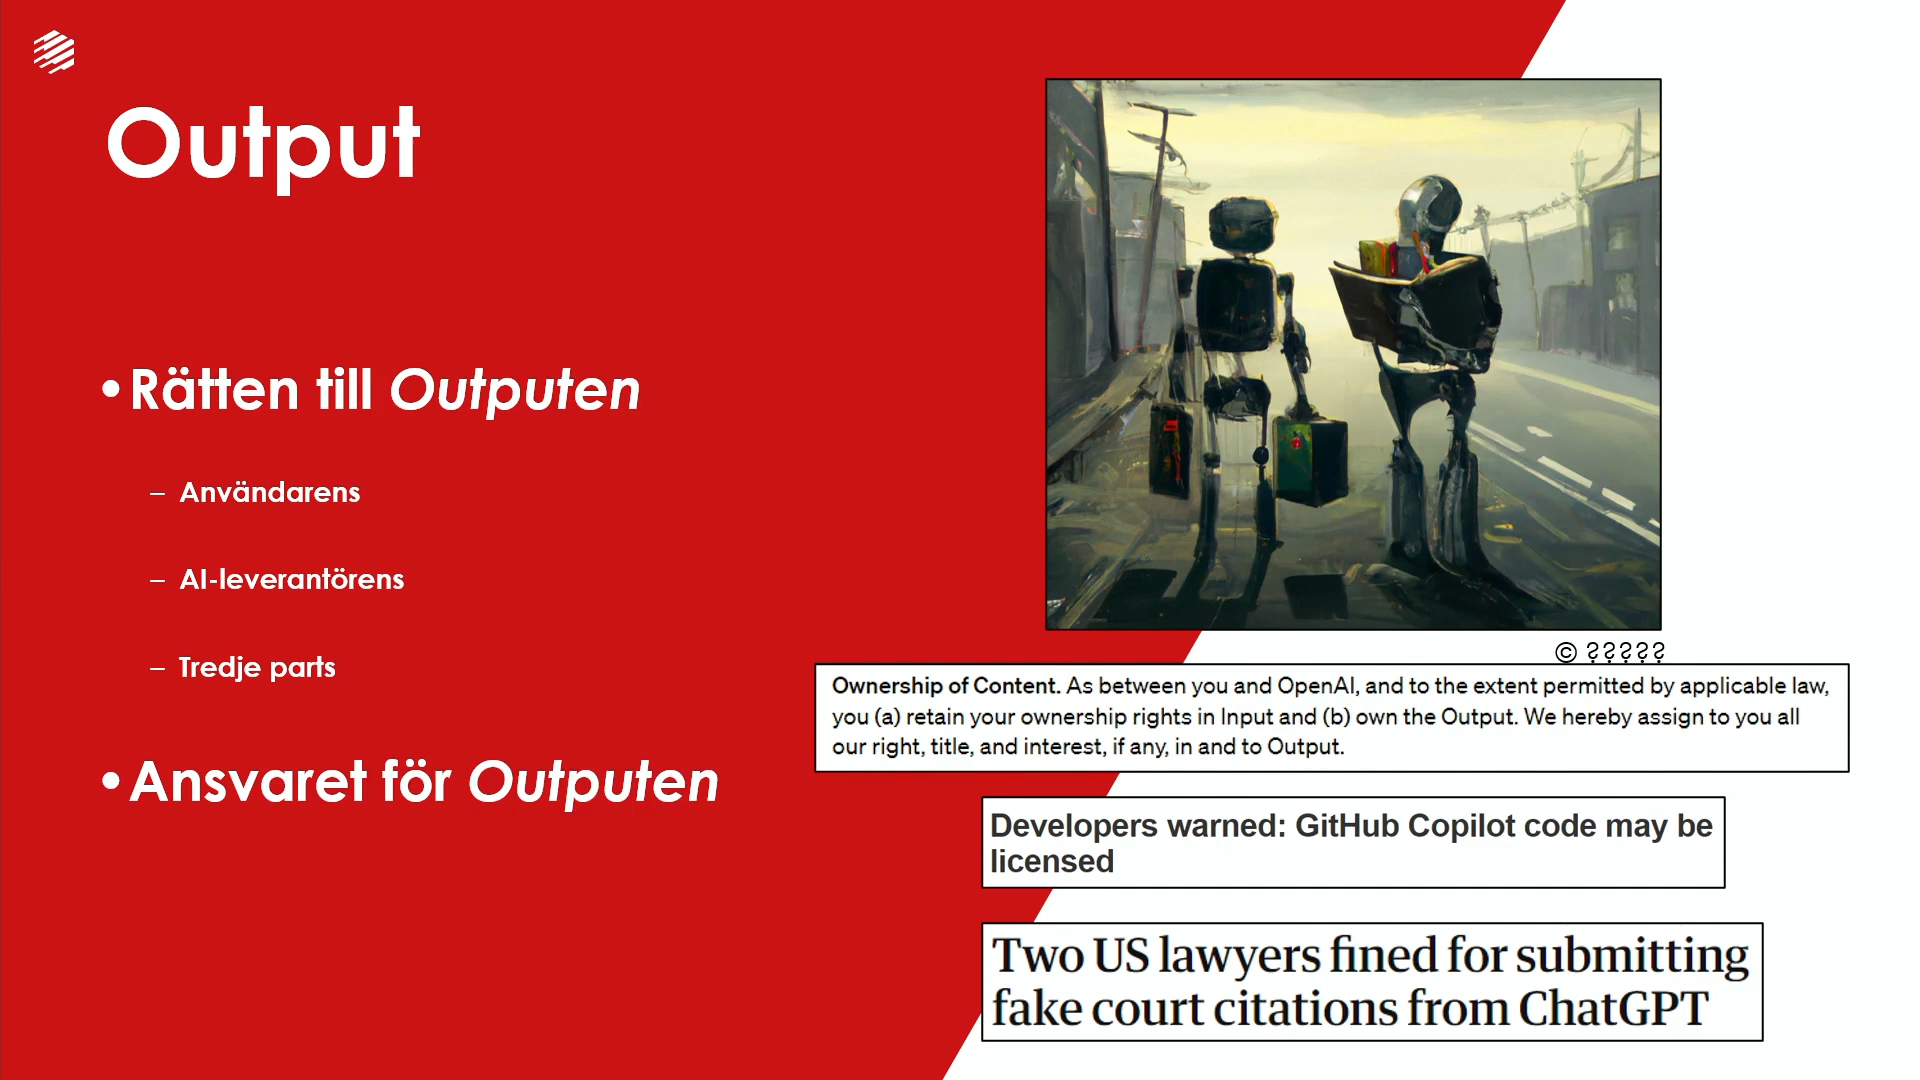 Output
•Rätten till Outputen
– Användarens
– AI-leverantörens
– Tredje parts
•Ansvaret för Outputen
© ?????
Ownership of Content. As between you and OpenAI, and to the extent permitted by applicable law,
you (a) retain your ownership rights in Input and (b) own the Output. We hereby assign to you all
our right, title, and interest, if any, in and to Output.
Developers warned: GitHub Copilot code may be
licensed
Two US lawyers fined for submitting
fake court citations from ChatGPT